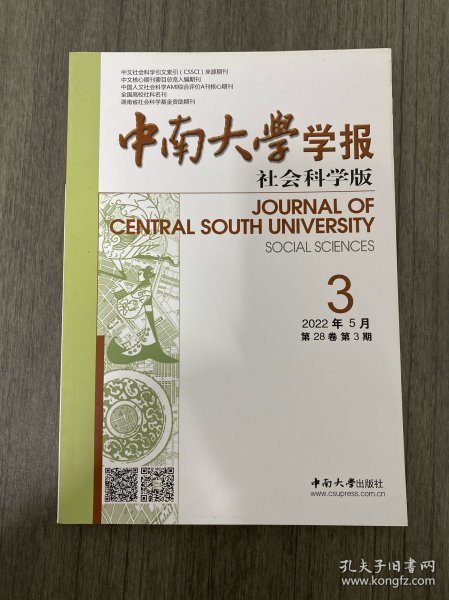 中文社会科学引文索引（CSSCI）来源期刊
中文核心期刊要目总览入编期刊
中国人文社会科学AMI综合评价A刊核心期刊
全国高校社科名刊
湖南省社会科学基金资助期刊
中南大学学报
社会科学版
JOURNAL OF
CENTRAL SOUTH UNIVERSITY
SOCIAL SCIENCES
3
2022 年 5 月
第 28 卷 第 3 期
中南大学出版社
www.csupress.com.cn
孔夫子旧书网
www.kongfz.com